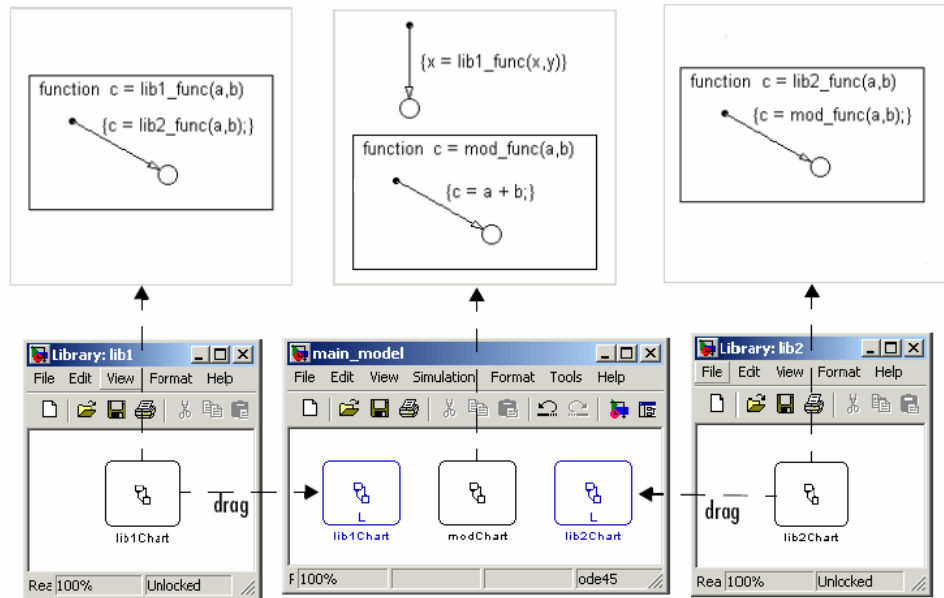 function c = lib1_func(a,b)
{c = lib2_func(a,b);}
{x = lib1_func(x,y)}
function c = mod_func(a,b)
{c = a + b;}
function c = lib2_func(a,b)
{c = mod_func(a,b);}
Library: lib1
File Edit View Format Help
lib1Chart
Rea 100% Unlocked
drag
main_model
File Edit View Simulation Format Tools Help
L
lib1Chart
modChart
L
lib2Chart
F 100% ode45
drag
Library: lib2
File Edit View Format Help
lib2Chart
Rea 100% Unlocked